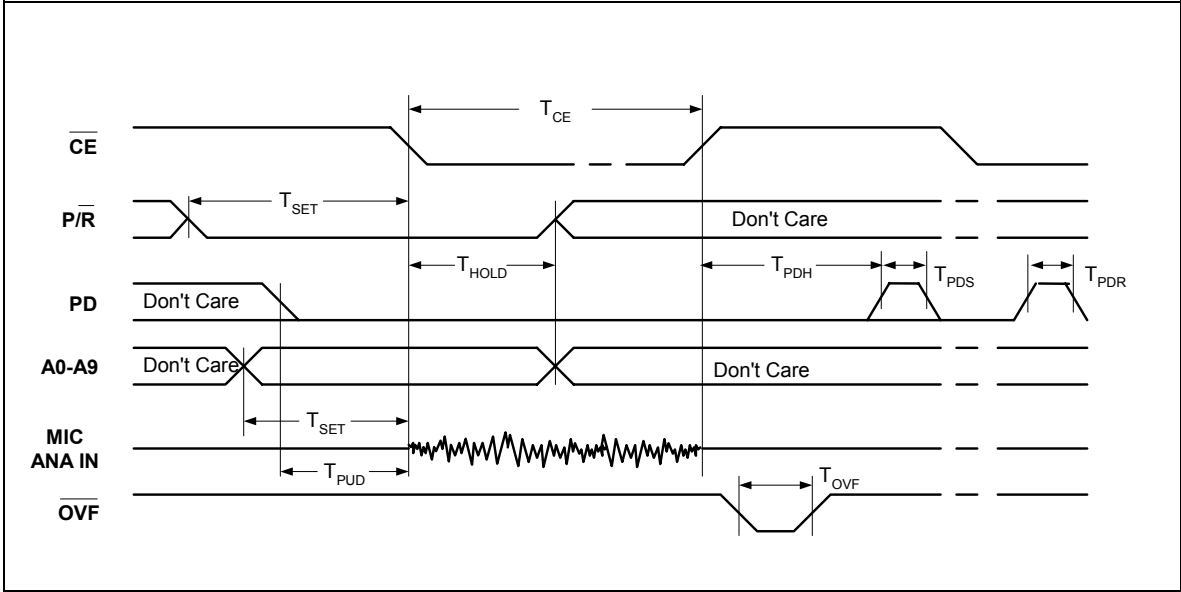 T_CE
CE
T_SET
P/R
Don't Care
T_HOLD
T_PDH
T_PDS
T_PDR
PD
Don't Care
A0-A9
Don't Care
Don't Care
T_SET
MIC
ANA IN
T_PUD
T_OVF
OVF